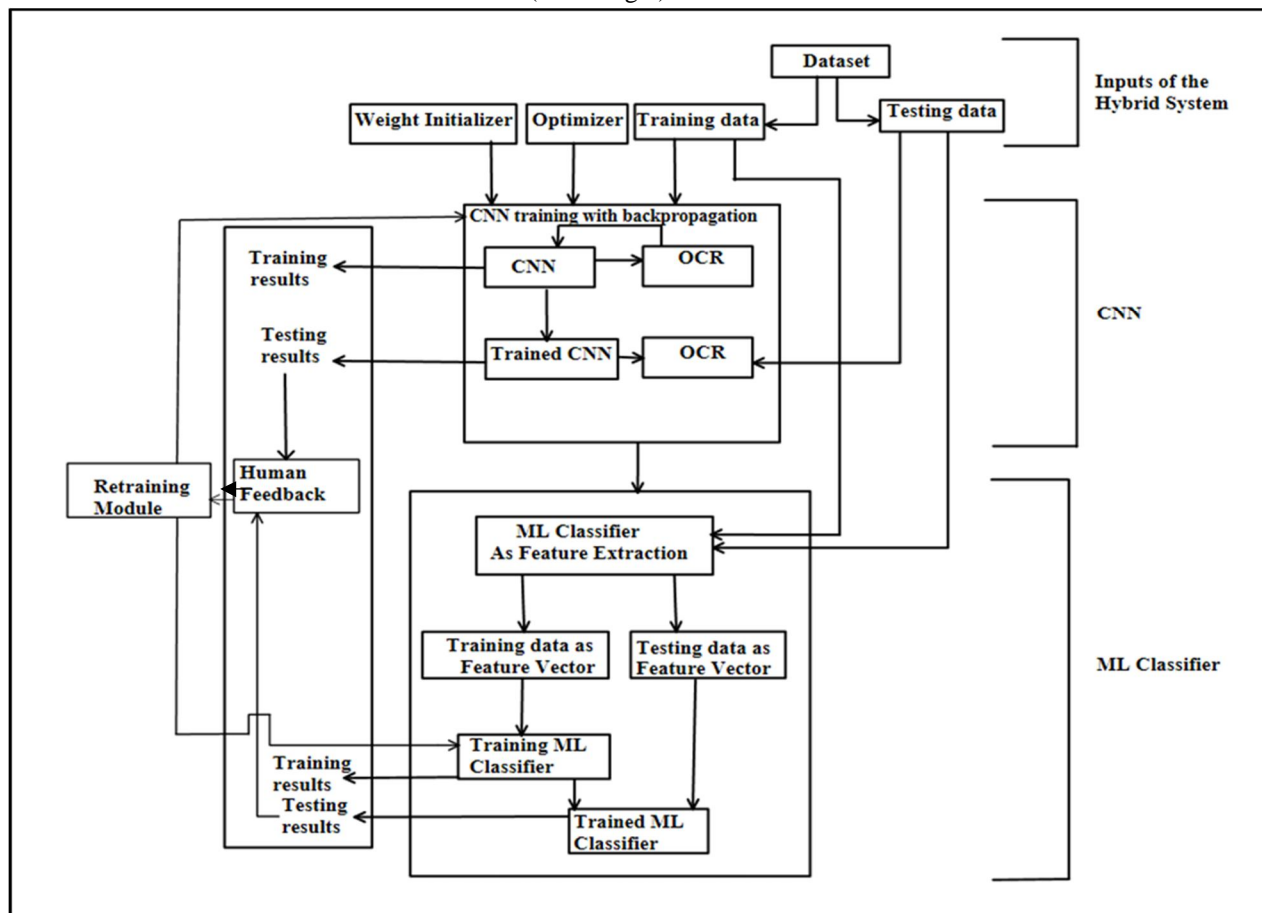 Dataset
Inputs of the
Hybrid System
Weight Initializer
Optimizer
Training data
Testing data
CNN training with backpropagation
Training
results
CNN
OCR
CNN
Testing
results
Trained CNN
OCR
Retraining
Module
Human
Feedback
ML Classifier
As Feature Extraction
Training data as
Feature Vector
Testing data as
Feature Vector
ML Classifier
Training ML
Classifier
Training
results
Testing
results
Trained ML
Classifier